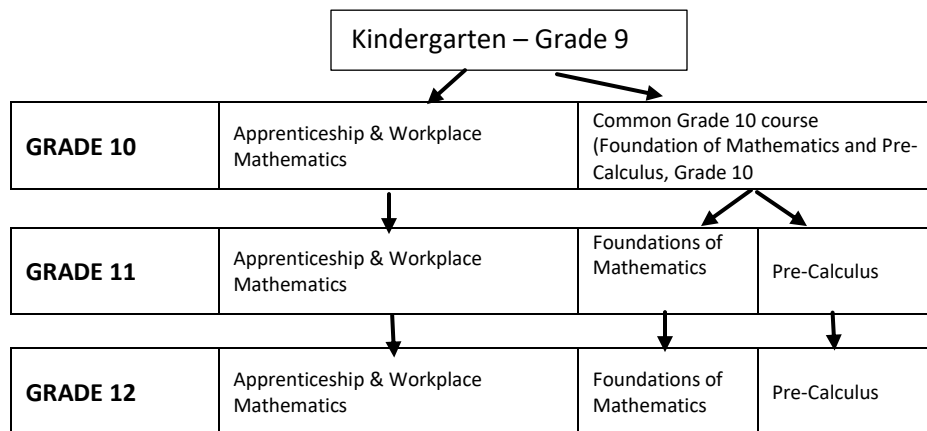 Kindergarten – Grade 9
GRADE 10
Apprenticeship & Workplace
Mathematics
Common Grade 10 course
(Foundation of Mathematics and Pre-
Calculus, Grade 10
GRADE 11
Apprenticeship & Workplace
Mathematics
Foundations of
Mathematics
Pre-Calculus
GRADE 12
Apprenticeship & Workplace
Mathematics
Foundations of
Mathematics
Pre-Calculus